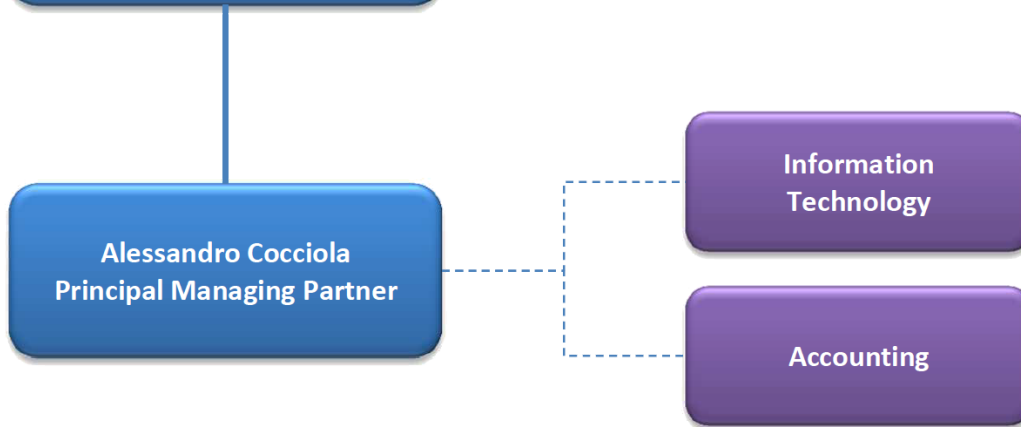 Alessandro Cocciola
Principal Managing Partner
Information
Technology
Accounting